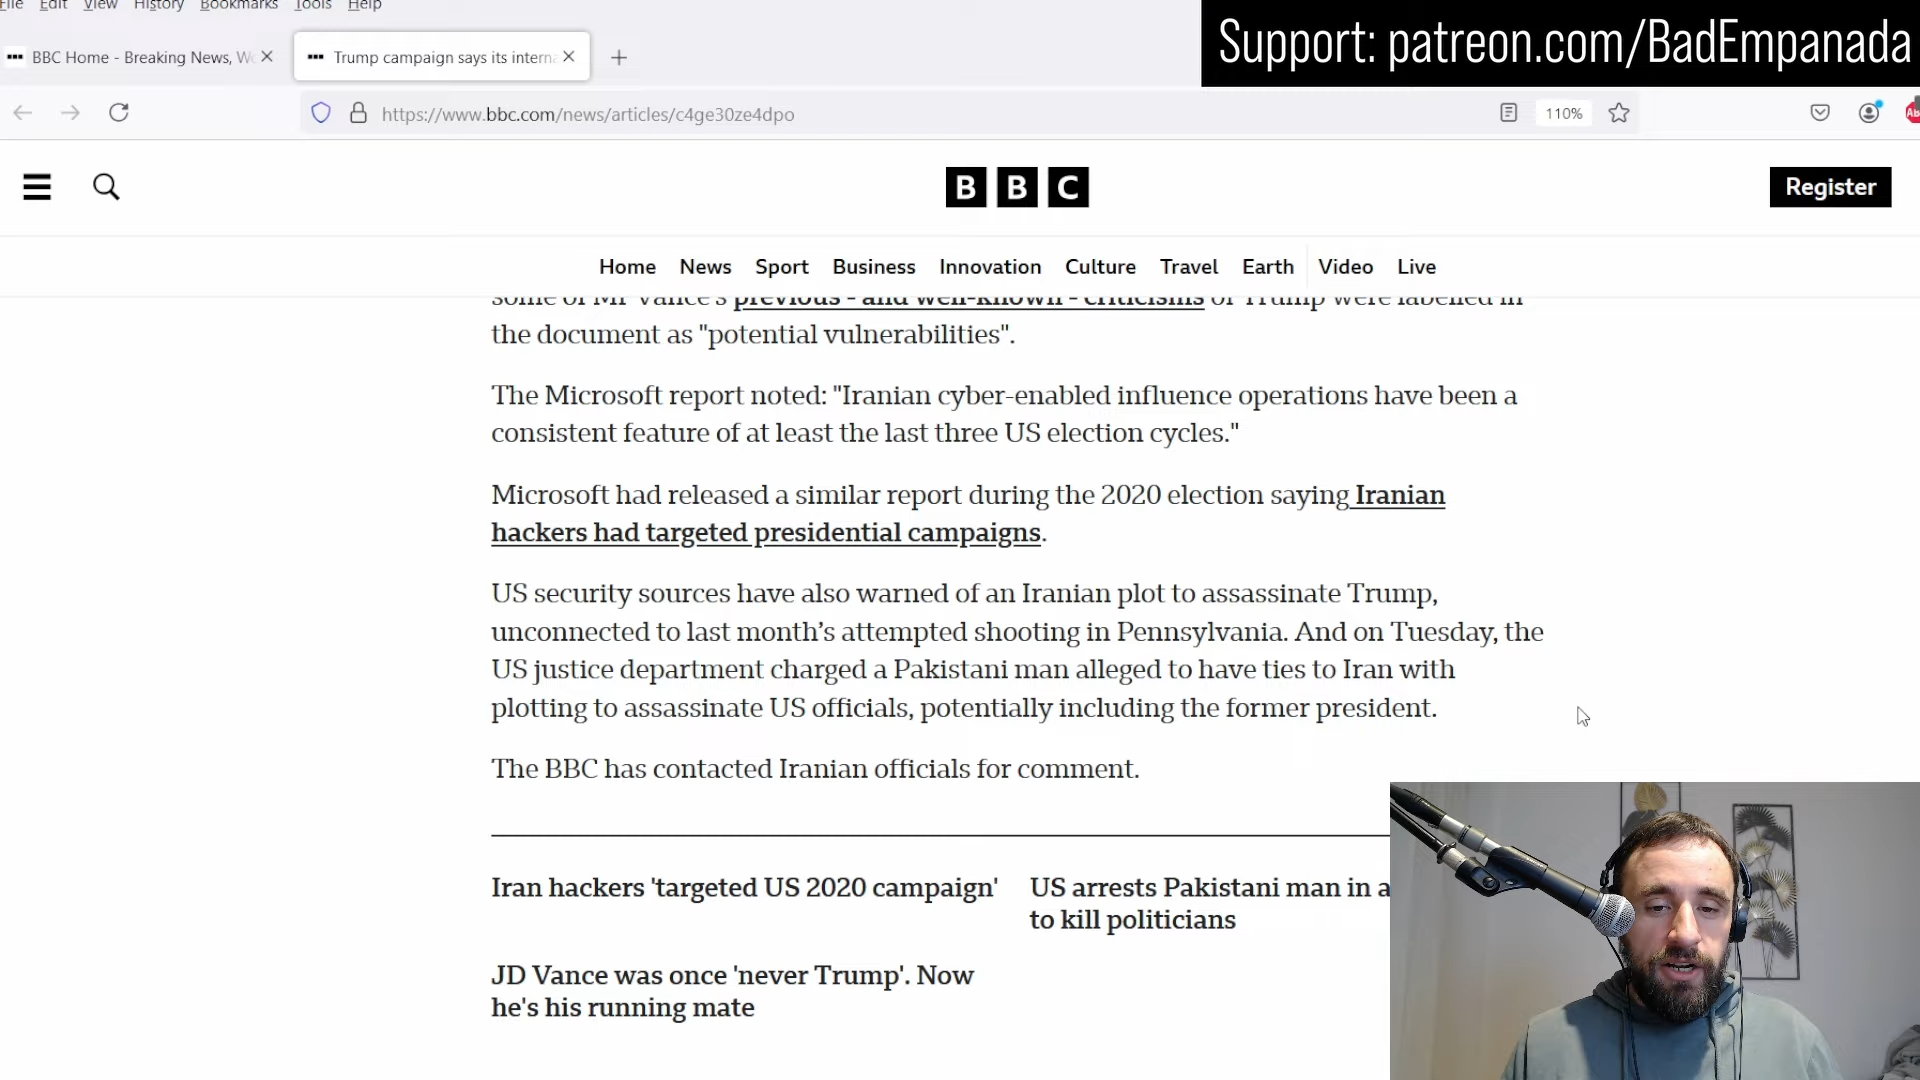 File Edit View History Bookmarks Tools Help
Support: patreon.com/BadEmpanada
BBC Home - Breaking News, Wo
Trump campaign says its interna
https://www.bbc.com/news/articles/c4ge30ze4dpo
110%
BBC
Register
Home News Sport Business Innovation Culture Travel Earth Video Live
some of Mr Vance's previous - and well-known - criticisms of Trump were labelled in
the document as "potential vulnerabilities".
The Microsoft report noted: "Iranian cyber-enabled influence operations have been a
consistent feature of at least the last three US election cycles."
Microsoft had released a similar report during the 2020 election saying Iranian
hackers had targeted presidential campaigns.
US security sources have also warned of an Iranian plot to assassinate Trump,
unconnected to last month’s attempted shooting in Pennsylvania. And on Tuesday, the
US justice department charged a Pakistani man alleged to have ties to Iran with
plotting to assassinate US officials, potentially including the former president.
The BBC has contacted Iranian officials for comment.
Iran hackers 'targeted US 2020 campaign'
US arrests Pakistani man in a
to kill politicians
JD Vance was once 'never Trump'. Now
he's his running mate